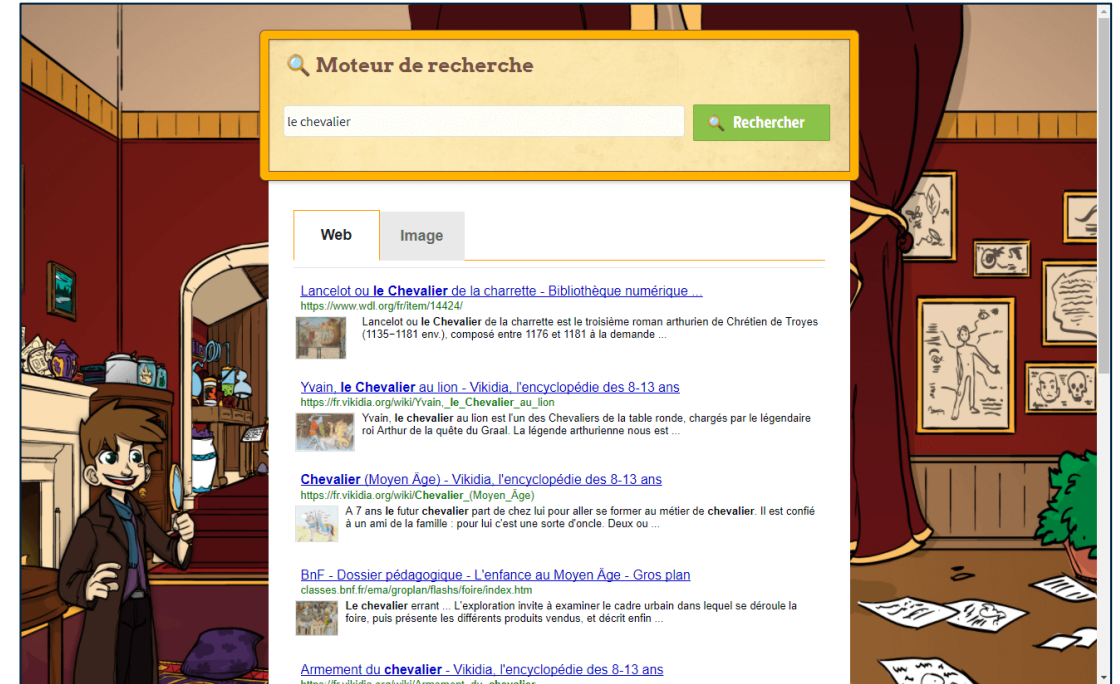 Moteur de recherche
le chevalier
Rechercher
Web Image
Lancelot ou le Chevalier de la charrette - Bibliothèque numérique ...
https://www.wdl.org/fr/item/14424/
Lancelot ou le Chevalier de la charrette est le troisième roman arthurien de Chrétien de Troyes
(1135–1181 env.), composé entre 1176 et 1181 à la demande ...
Yvain, le Chevalier au lion - Vikidia, l'encyclopédie des 8-13 ans
https://fr.vikidia.org/wiki/Yvain,_le_Chevalier_au_lion
Yvain, le chevalier au lion est l'un des Chevaliers de la table ronde, chargés par le légendaire
roi Arthur de la quête du Graal. La légende arthurienne nous est ...
Chevalier (Moyen Âge) - Vikidia, l'encyclopédie des 8-13 ans
https://fr.vikidia.org/wiki/Chevalier_(Moyen_Âge)
A 7 ans le futur chevalier part de chez lui pour aller se former au métier de chevalier. Il est confié
à un ami de la famille : pour lui c'est une sorte d'oncle. Deux ou ...
BnF - Dossier pédagogique - L'enfance au Moyen Âge - Gros plan
classes.bnf.fr/ema/groplan/flashs/foire/index.htm
Le chevalier errant ... L'exploration invite à examiner le cadre urbain dans lequel se déroule la
foire, puis présente les différents produits vendus, et décrit enfin ...
Armement du chevalier - Vikidia, l'encyclopédie des 8-13 ans
https://fr.vikidia.org/wiki/Armement_du_chevalier